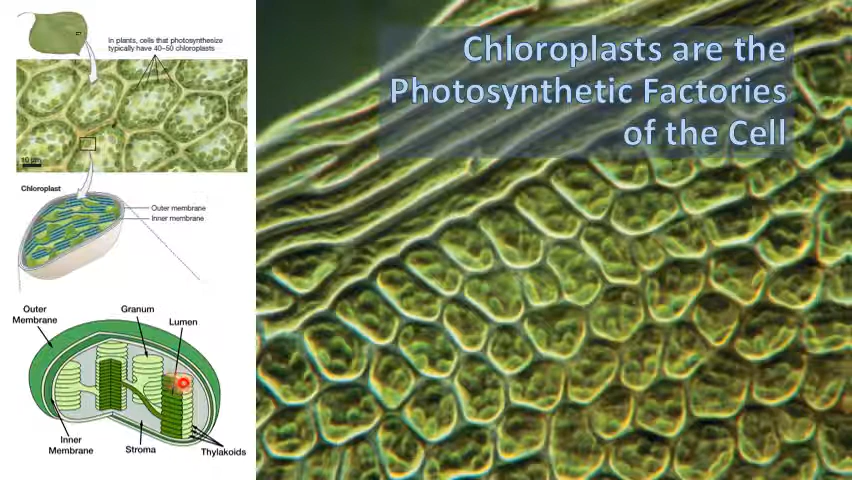 In plants, cells that photosynthesize
typically have 40–50 chloroplasts
10 µm
Chloroplast
Outer membrane
Inner membrane
Outer
Membrane
Granum
Lumen
Inner
Membrane
Stroma
Thylakoids
Chloroplasts are the
Photosynthetic Factories
of the Cell